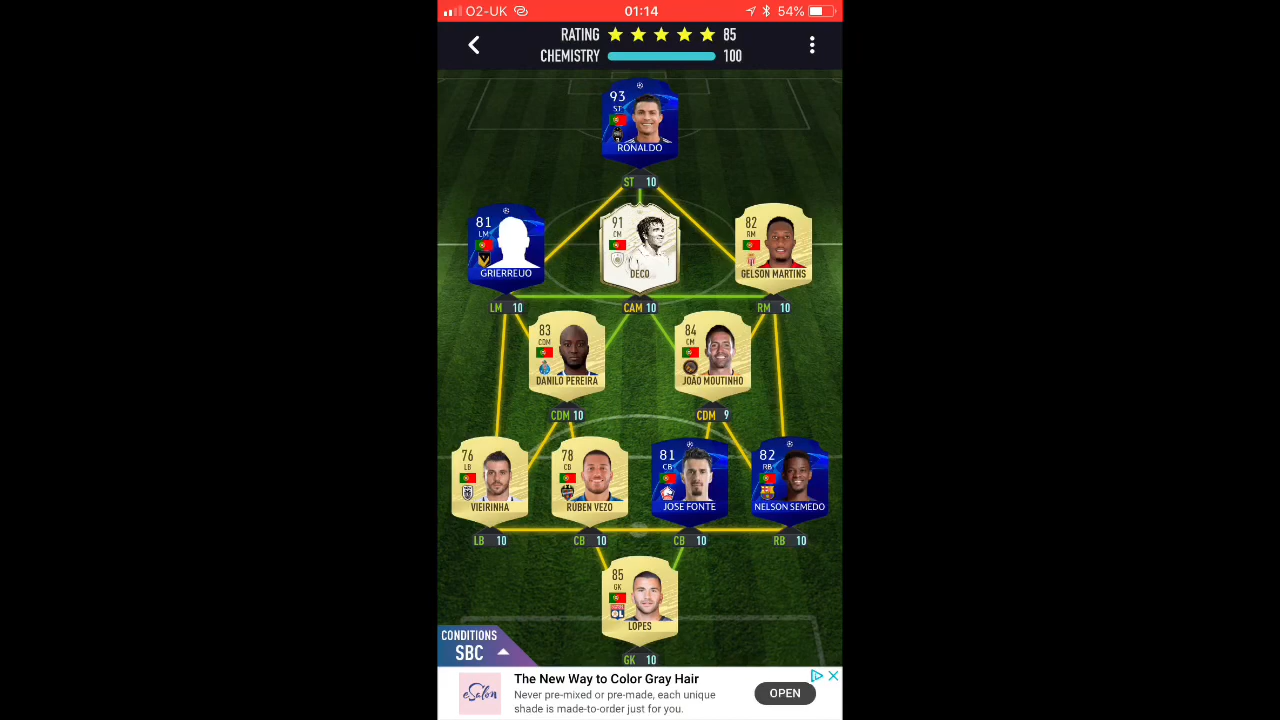 O2-UK 01:14 54%
RATING 85
CHEMISTRY 100
93
ST
RONALDO
ST 10
81
LM
GRIERREUO
LM 10
91
CM
DECO
CAM 10
82
RM
GELSON MARTINS
RM 10
83
CDM
DANILO PEREIRA
CDM 10
84
CM
JOÃO MOUTINHO
CDM 9
76
LB
VIEIRINHA
LB 10
78
CB
RÚBEN VEZO
CB 10
81
CB
JOSE FONTE
CB 10
82
RB
NELSON SEMEDO
RB 10
85
GK
OL
LOPES
GK 10
CONDITIONS
SBC
eSalon
The New Way to Color Gray Hair
Never pre-mixed or pre-made, each unique
shade is made-to-order just for you.
OPEN